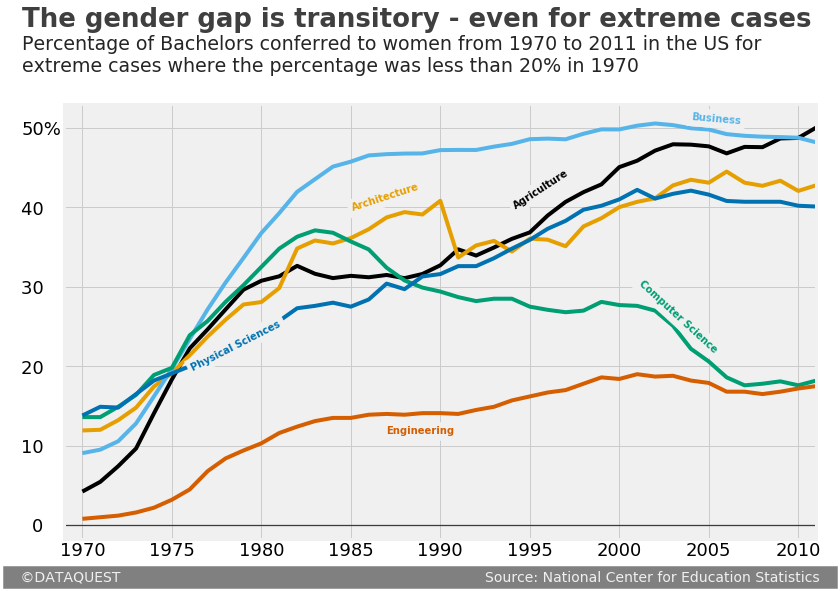 The gender gap is transitory - even for extreme cases
Percentage of Bachelors conferred to women from 1970 to 2011 in the US for
extreme cases where the percentage was less than 20% in 1970
50%
40
30
20
10
0
Business
Agriculture
Architecture
Computer Science
Physical Sciences
Engineering
1970 1975 1980 1985 1990 1995 2000 2005 2010
©DATAQUEST Source: National Center for Education Statistics